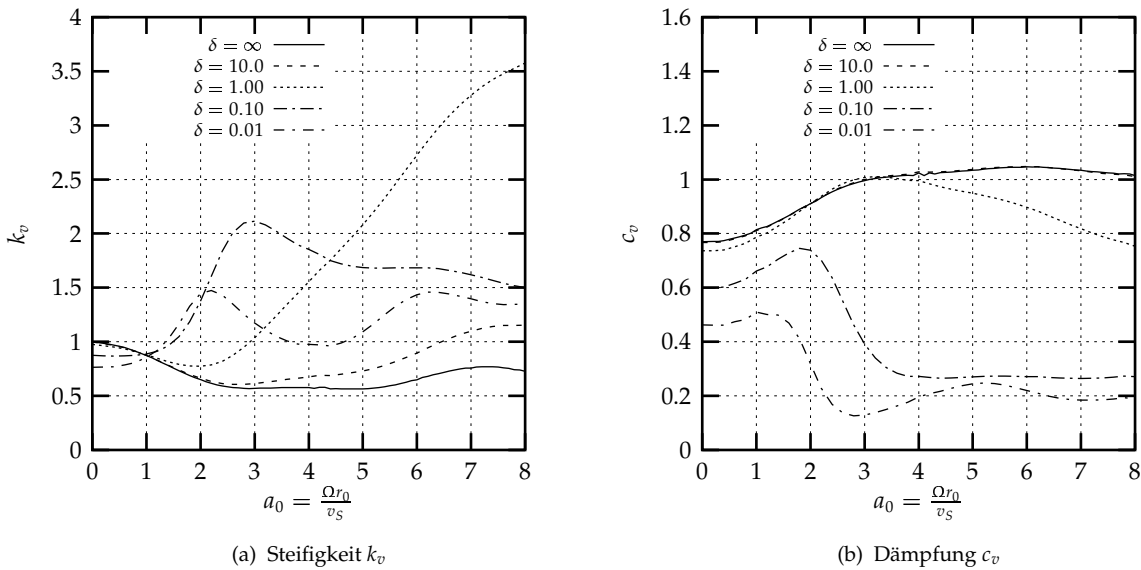 4
3.5
3
2.5
2
1.5
1
0.5
0
k_v
δ = ∞
δ = 10.0
δ = 1.00
δ = 0.10
δ = 0.01
0 1 2 3 4 5 6 7 8
a_0 = Ωr_0 / v_S
(a) Steifigkeit k_v
1.6
1.4
1.2
1
0.8
0.6
0.4
0.2
0
c_v
δ = ∞
δ = 10.0
δ = 1.00
δ = 0.10
δ = 0.01
0 1 2 3 4 5 6 7 8
a_0 = Ωr_0 / v_S
(b) Dämpfung c_v